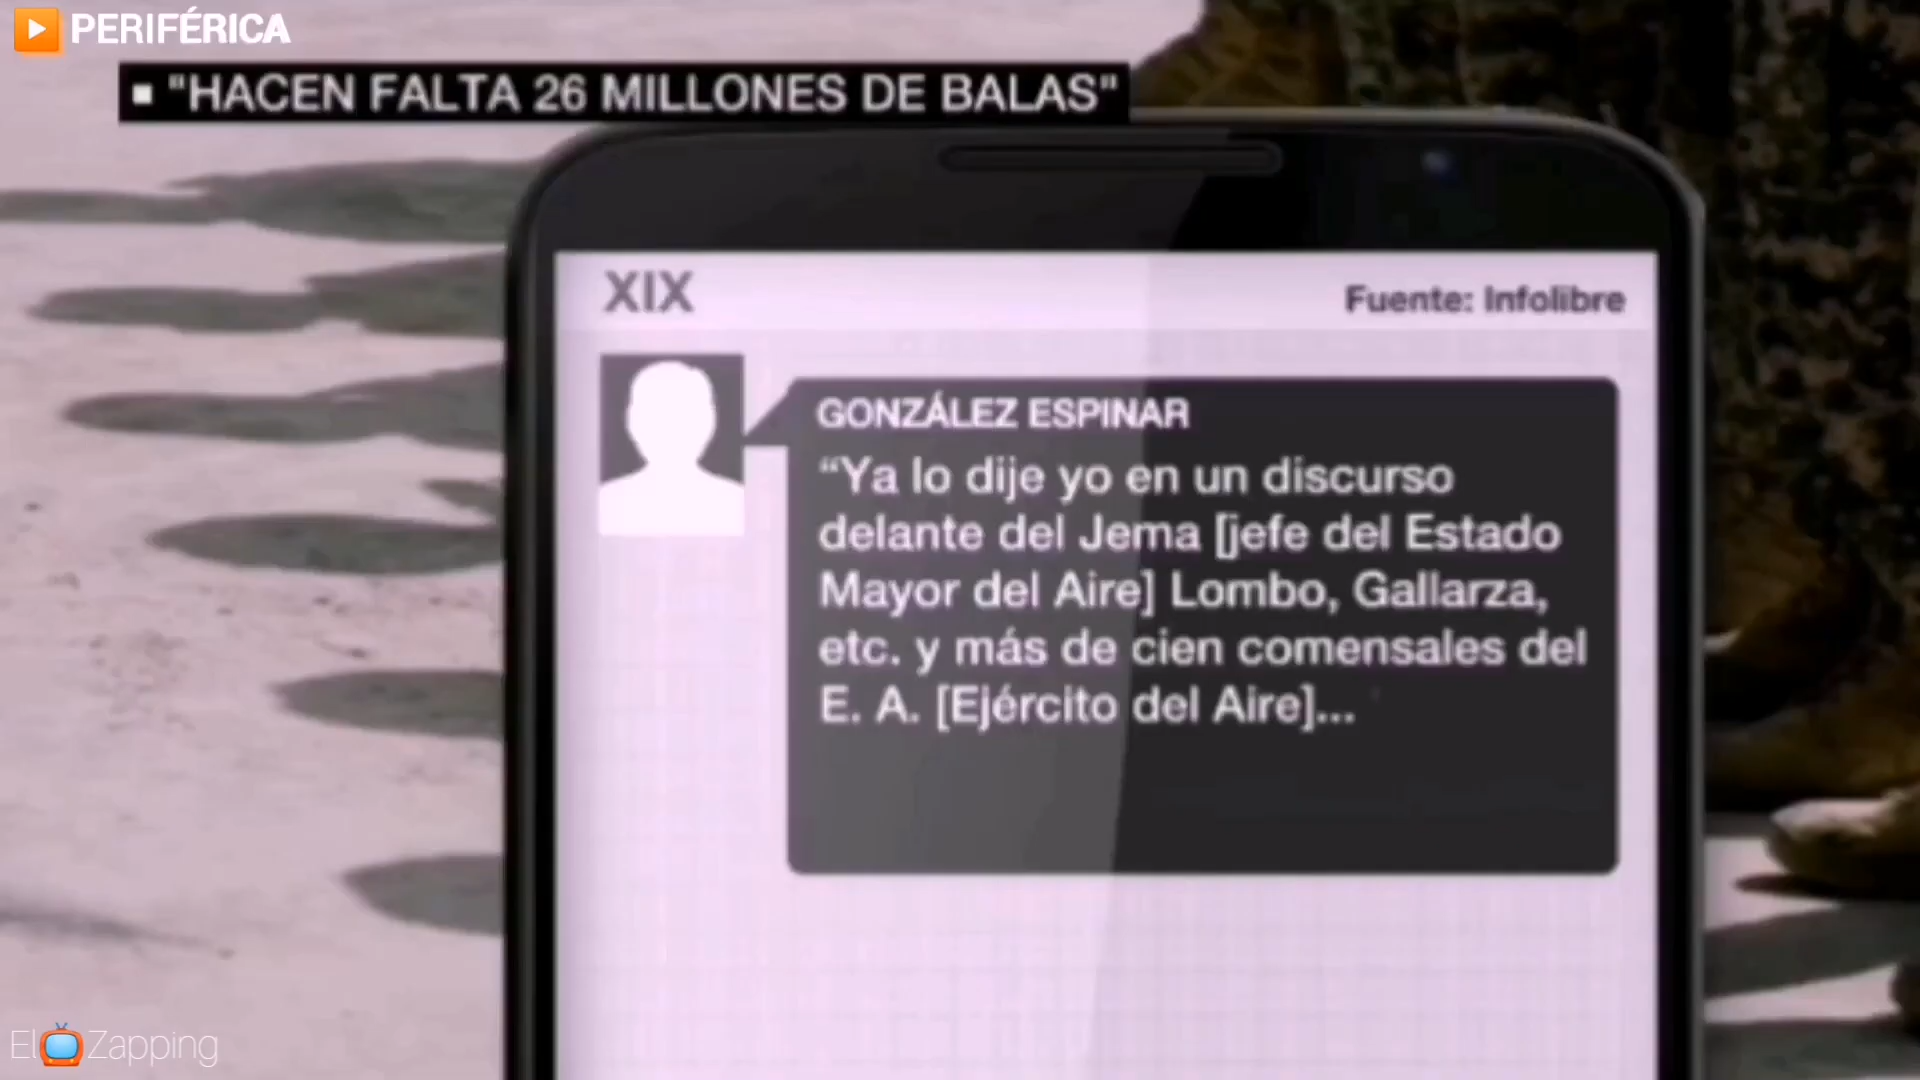 PERIFÉRICA
"HACEN FALTA 26 MILLONES DE BALAS"
XIX
Fuente: Infolibre
GONZÁLEZ ESPINAR
“Ya lo dije yo en un discurso
delante del Jema [jefe del Estado
Mayor del Aire] Lombo, Gallarza,
etc. y más de cien comensales del
E. A. [Ejército del Aire]...
El Zapping